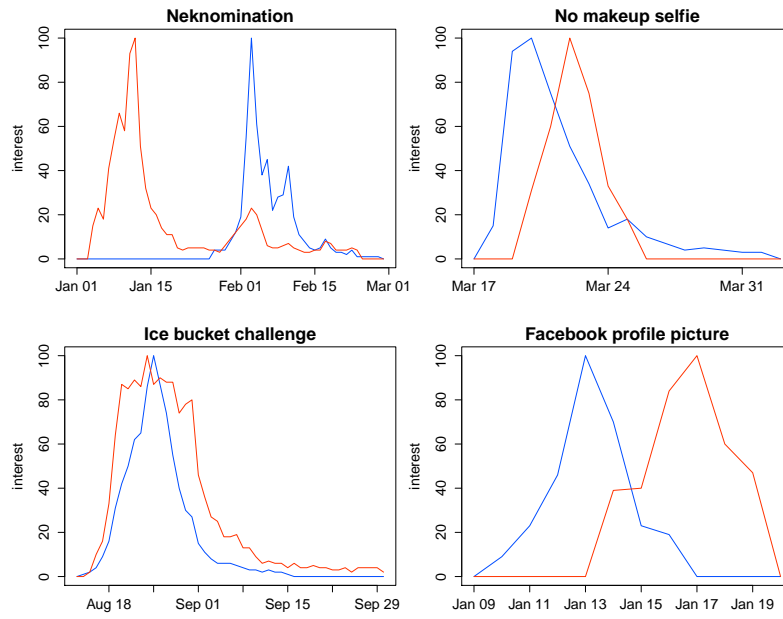 Neknomination
interest
0 20 40 60 80 100
Jan 01 Jan 15 Feb 01 Feb 15 Mar 01
No makeup selfie
interest
0 20 40 60 80 100
Mar 17 Mar 24 Mar 31
Ice bucket challenge
interest
0 20 40 60 80 100
Aug 18 Sep 01 Sep 15 Sep 29
Facebook profile picture
interest
0 20 40 60 80 100
Jan 09 Jan 11 Jan 13 Jan 15 Jan 17 Jan 19